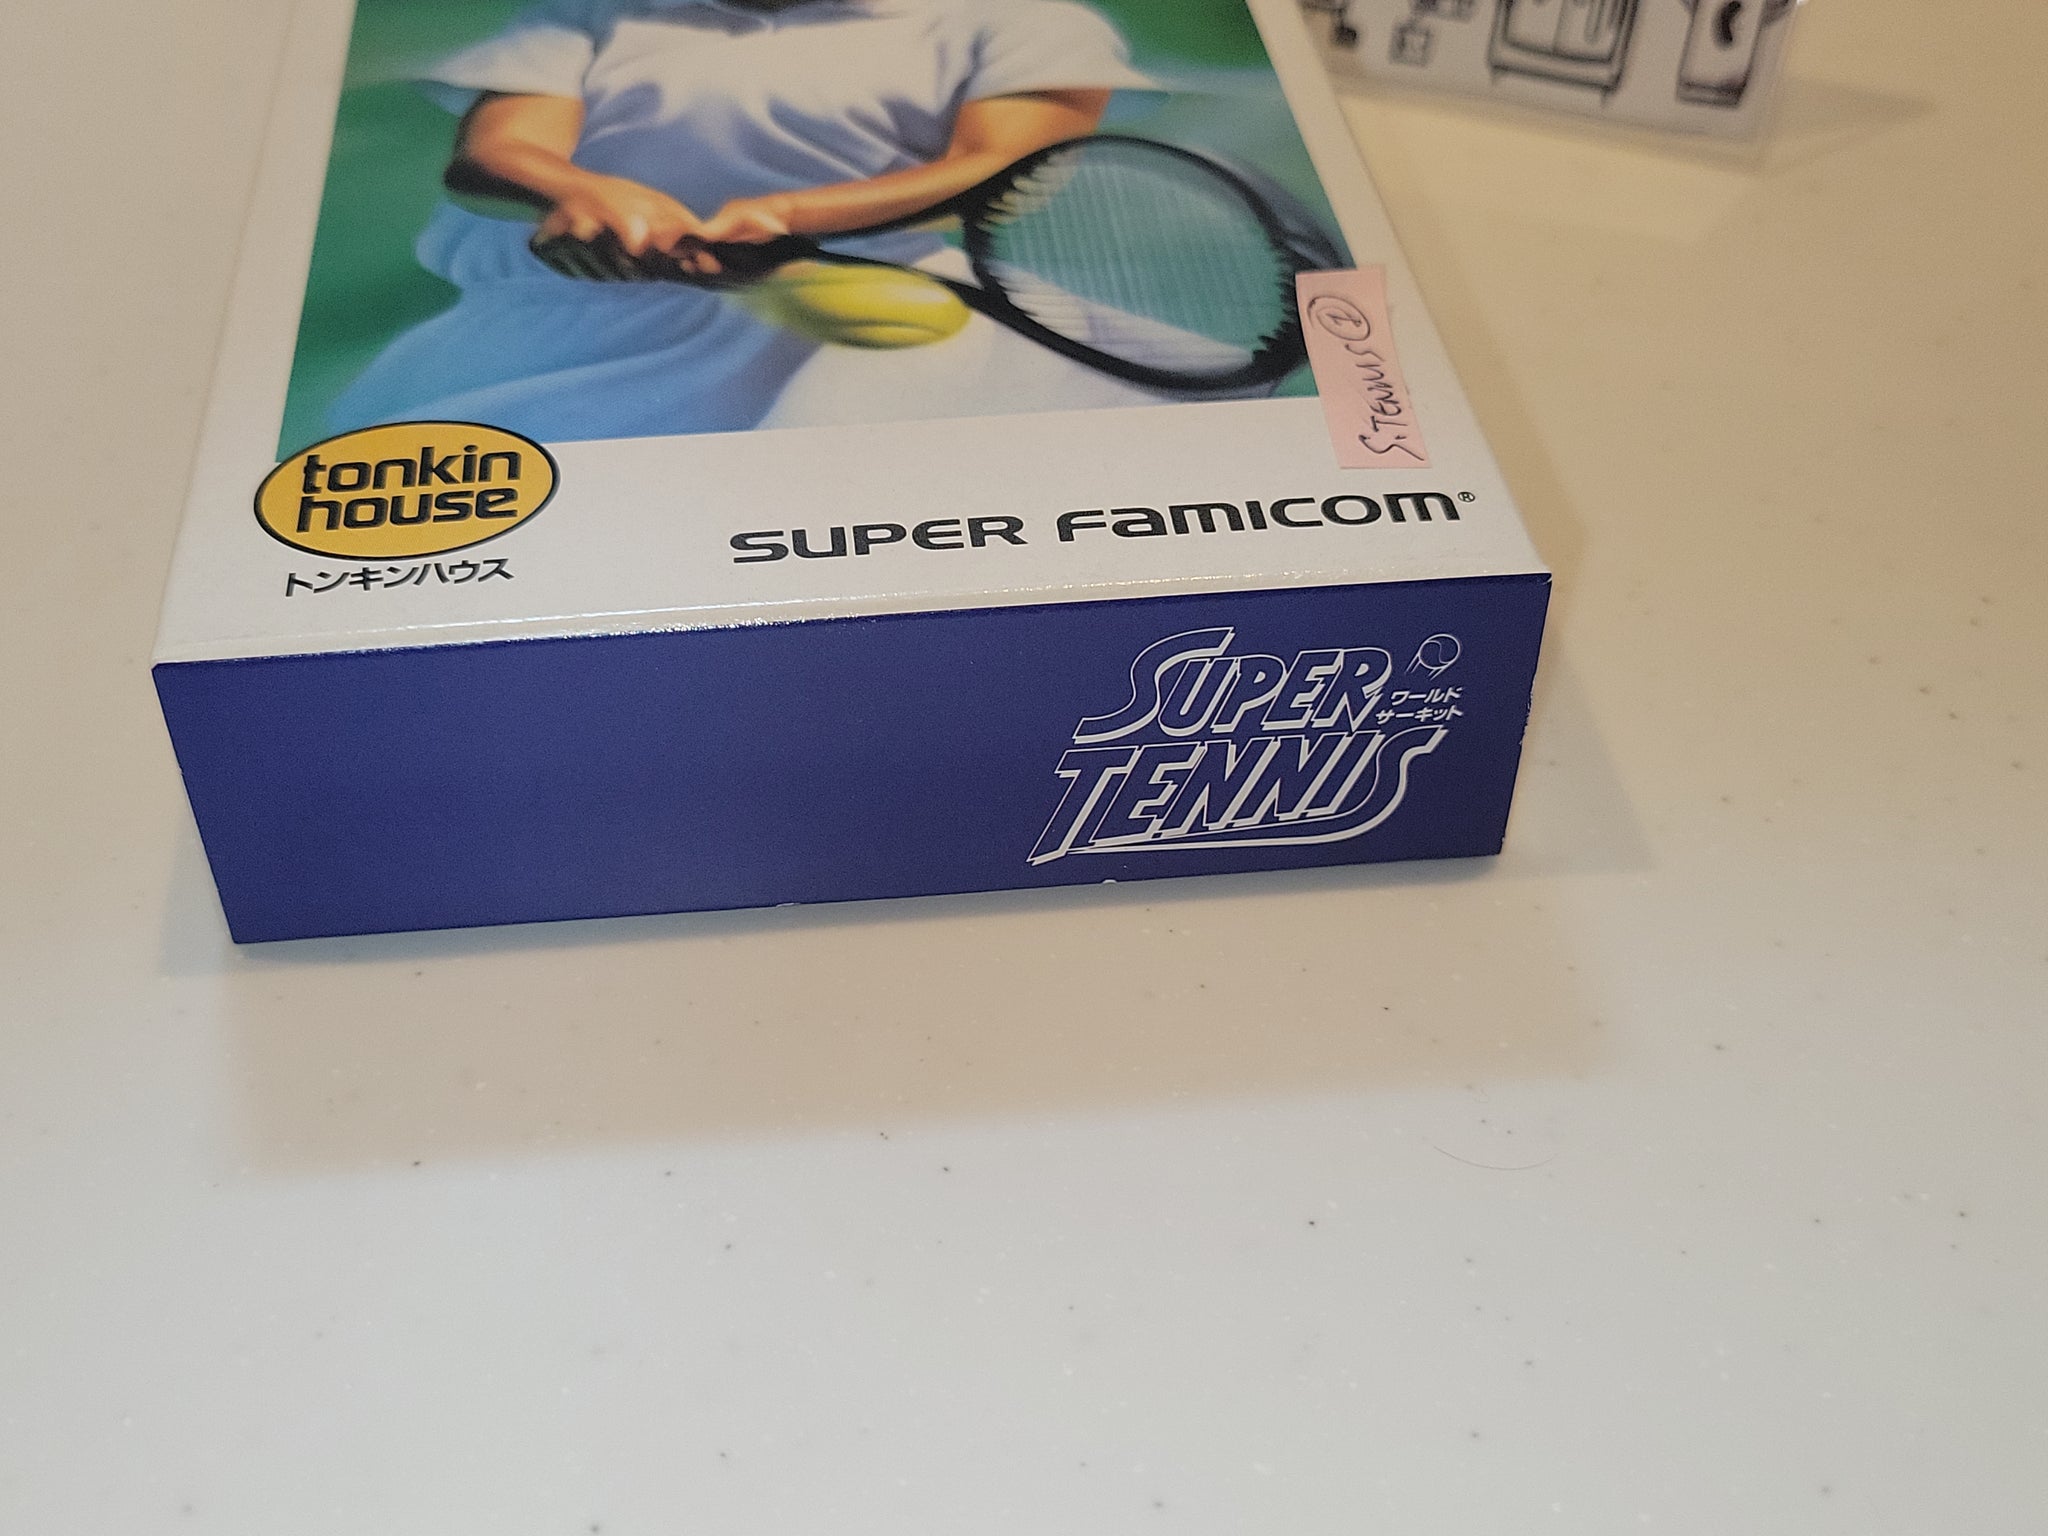 S.TENNIS ①
tonkin
house
トンキンハウス
SUPER FAMICOM®
SUPER
ワールド
サーキット
TENNIS